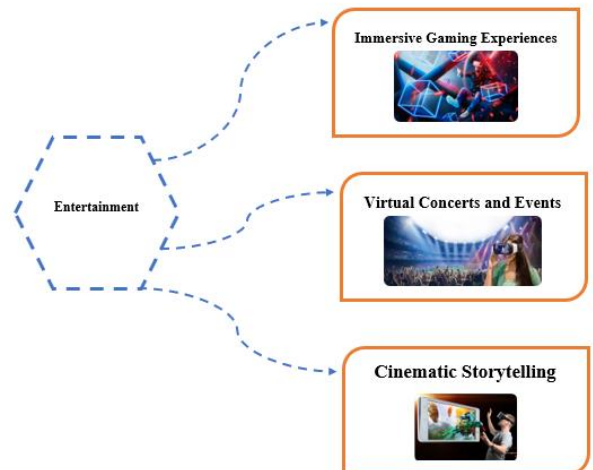 Immersive Gaming Experiences
Entertainment
Virtual Concerts and Events
Cinematic Storytelling